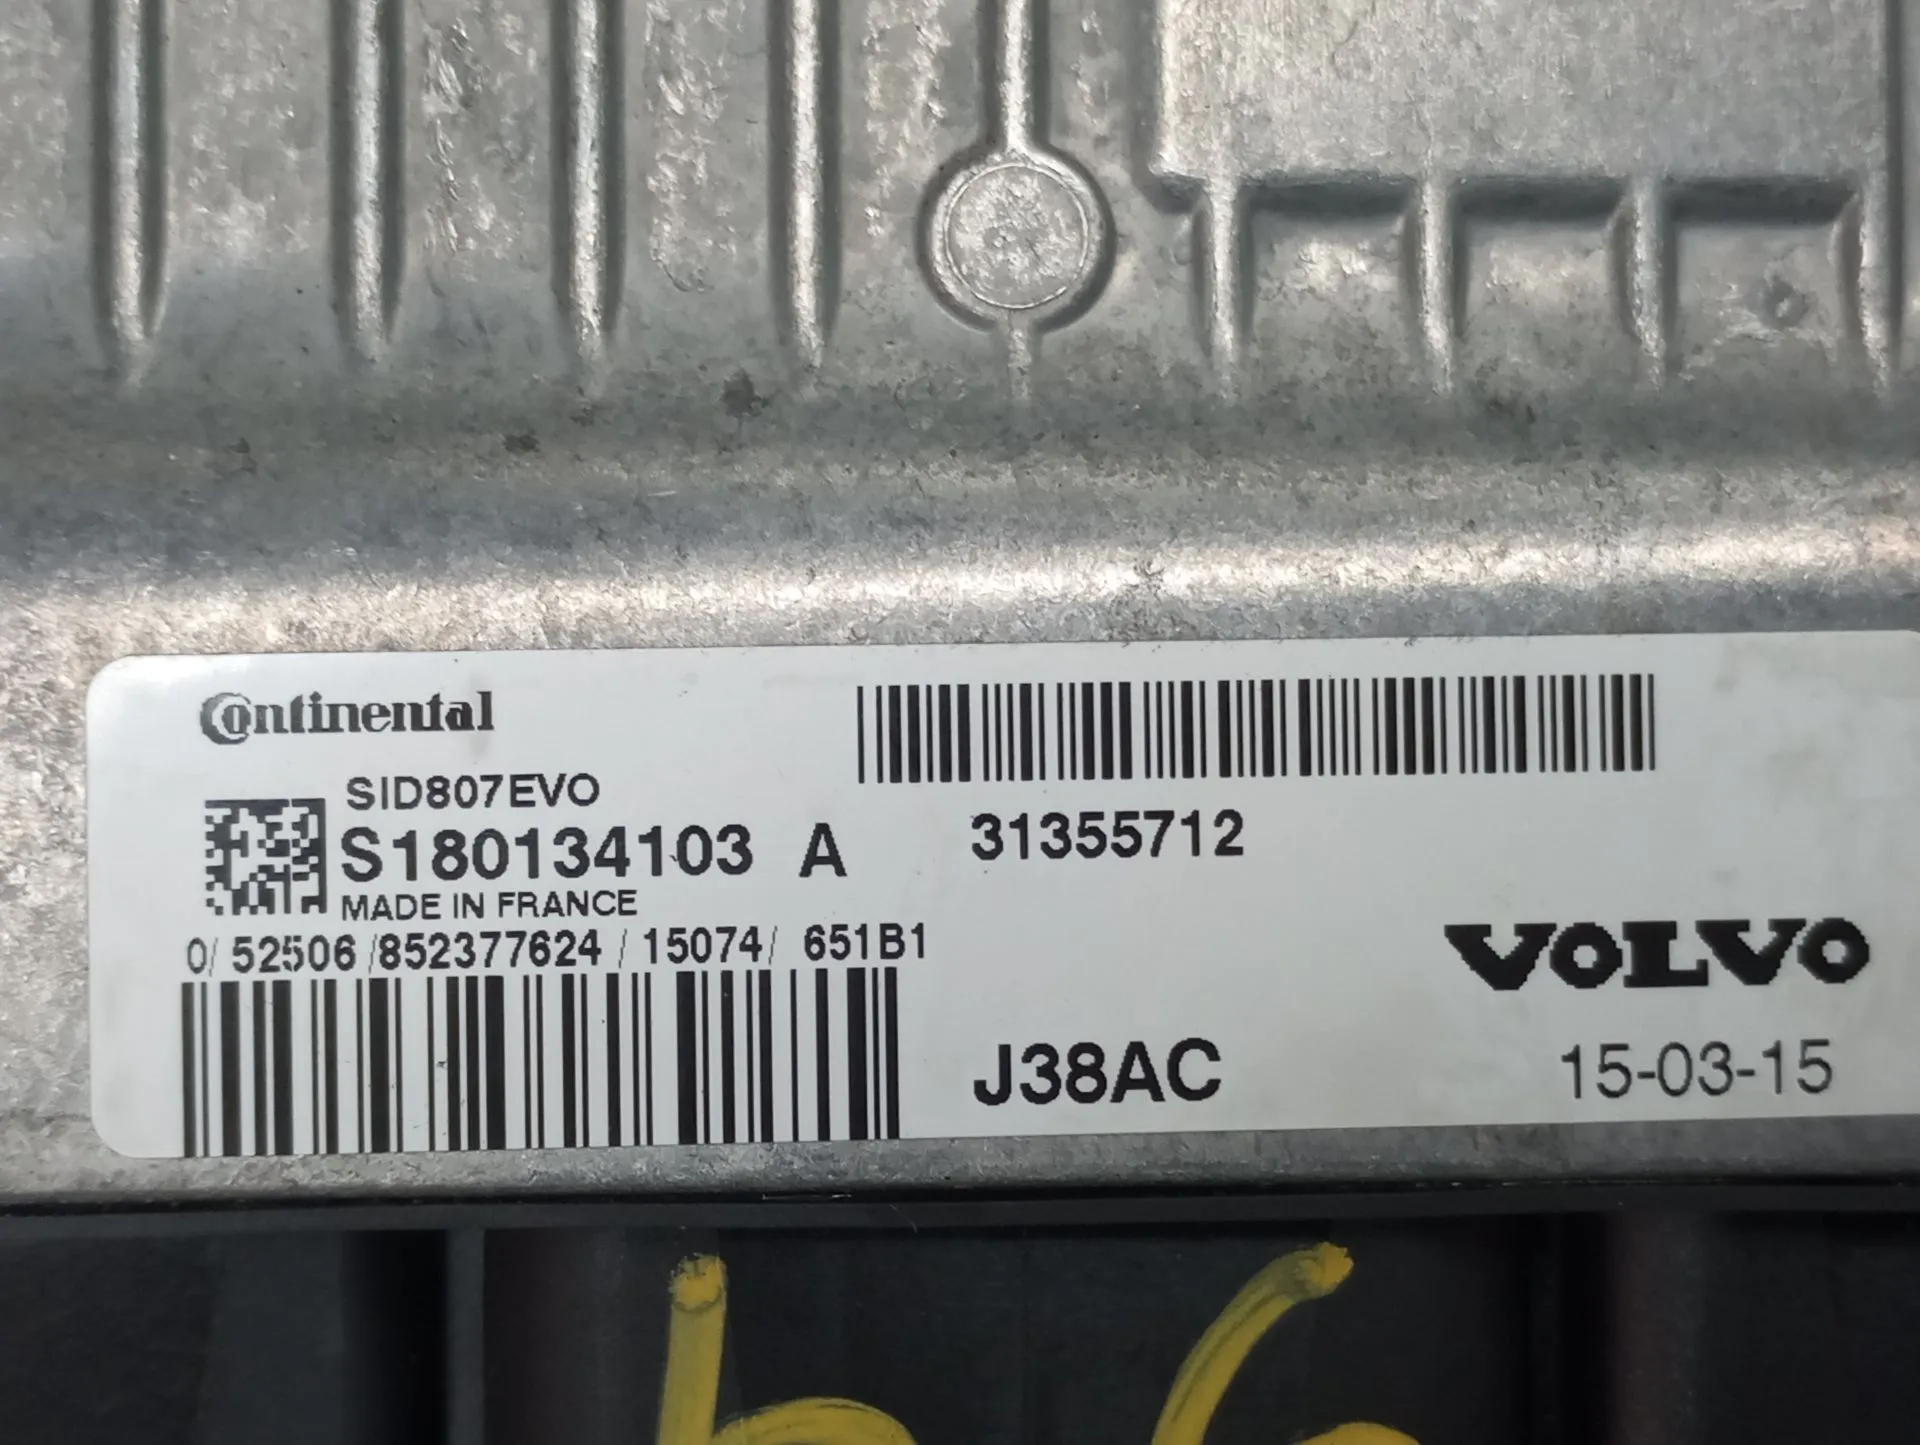 Continental
SID807EVO
S180134103 A
MADE IN FRANCE
0/ 52506 /852377624 / 15074/ 651B1
31355712
VOLVO
J38AC
15-03-15